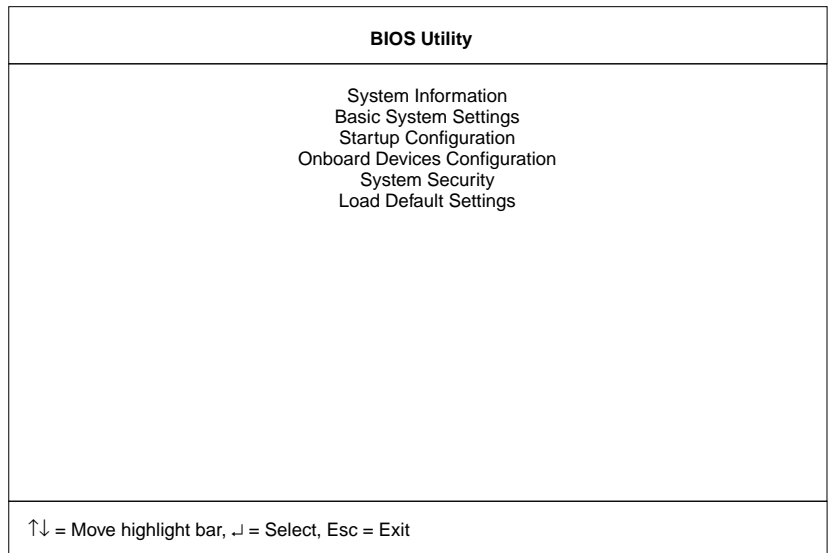 BIOS Utility
System Information
Basic System Settings
Startup Configuration
Onboard Devices Configuration
System Security
Load Default Settings
↑↓ = Move highlight bar, ↵ = Select, Esc = Exit